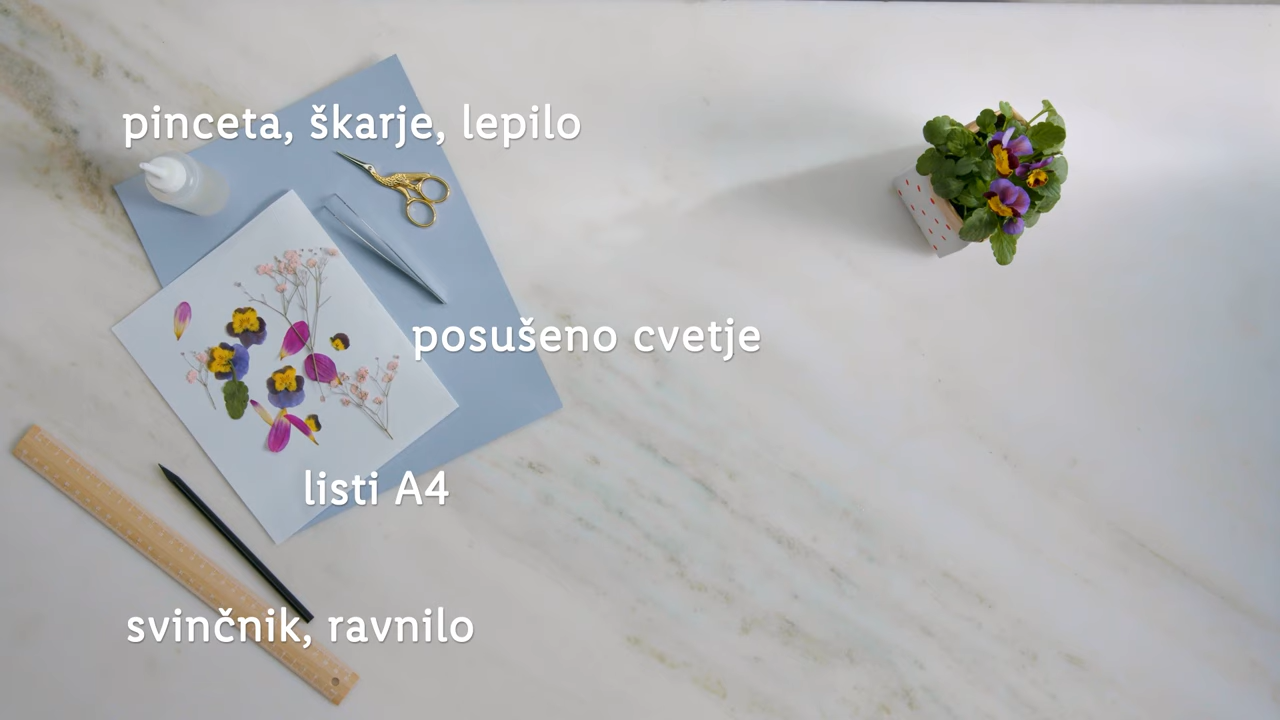 pinceta, škarje, lepilo
posušeno cvetje
listi A4
svinčnik, ravnilo